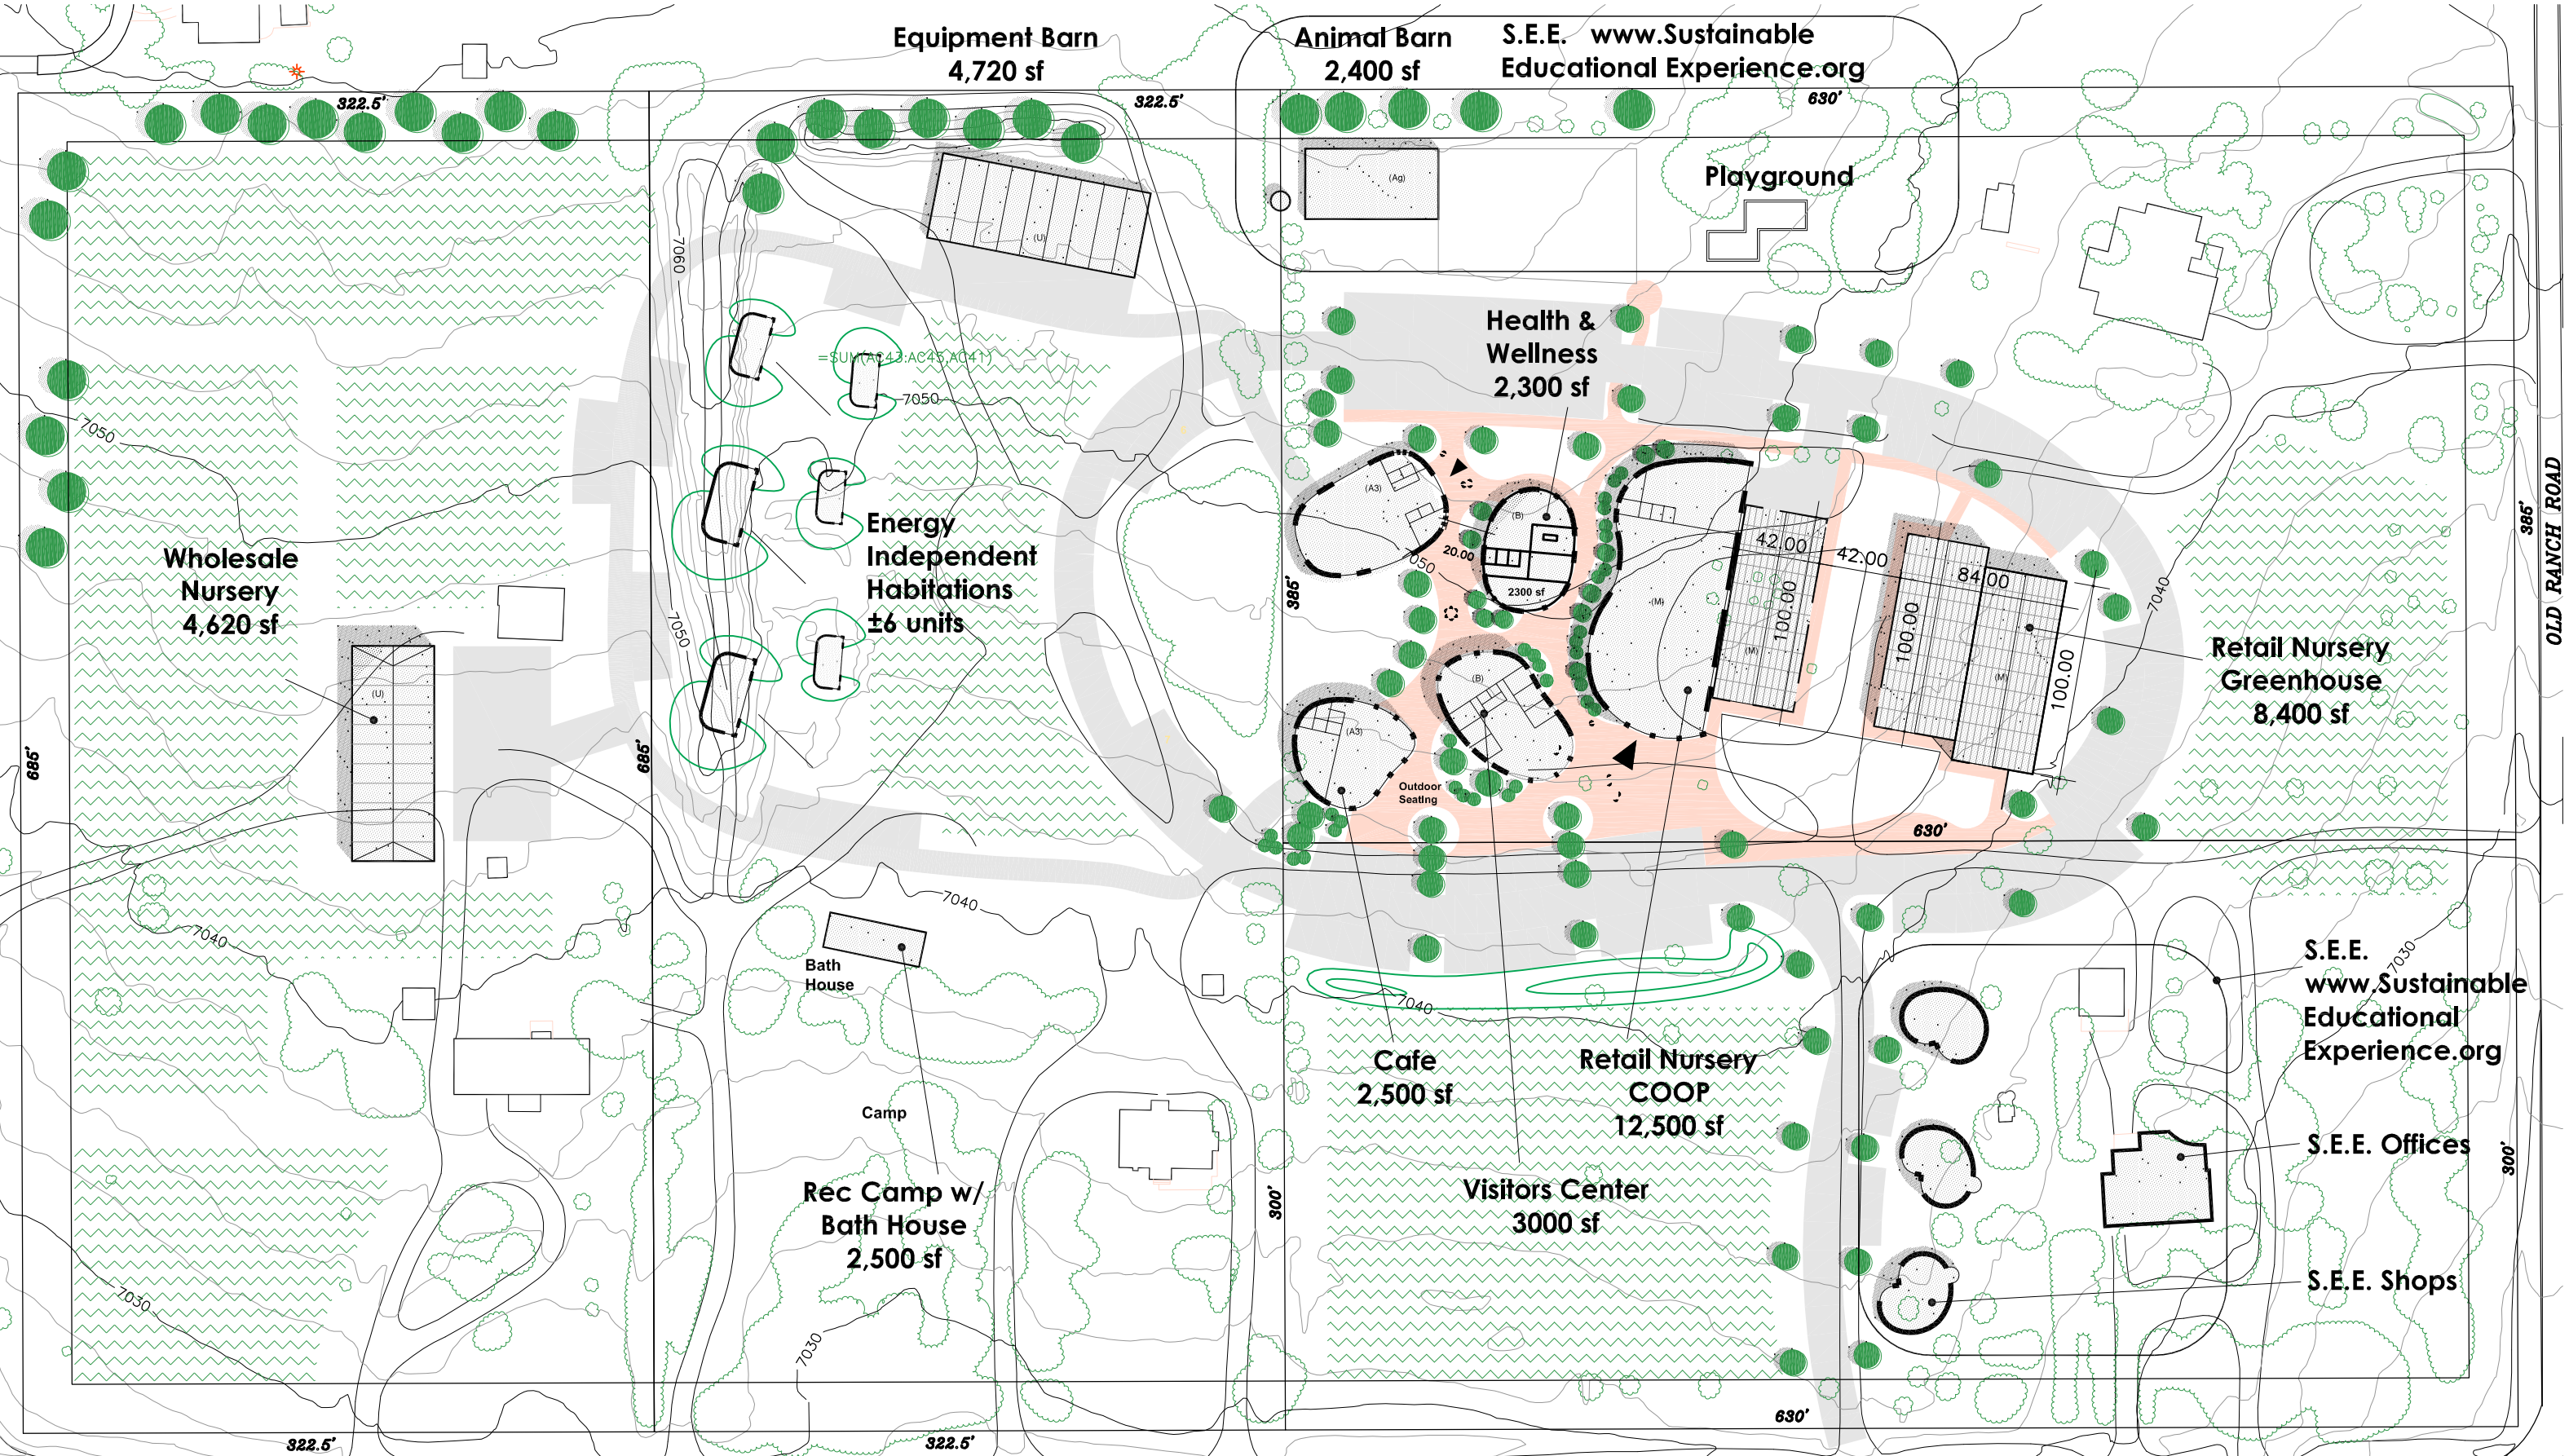 Equipment Barn
4,720 sf
Animal Barn
2,400 sf
S.E.E. www.Sustainable
Educational Experience.org
322.5'
322.5'
630'
(Ag)
Playground
(U)
7060
Health &
Wellness
2,300 sf
=SUM(AC43:AC45,AC41)
7050
7050
OLD RANCH ROAD
385'
385'
(A3)
(B)
20.00
050
2300 sf
42.00
42.00
84.00
100.00
100.00
100.00
(M)
(M)
(M)
7040
Energy
Independent
Habitations
±6 units
Wholesale
Nursery
4,620 sf
(U)
7050
Retail Nursery
Greenhouse
8,400 sf
685'
685'
(B)
(A3)
Outdoor
Seating
630'
7040
7040
Bath
House
7040
7030
S.E.E.
www.Sustainable
Educational
Experience.org
Cafe
2,500 sf
Retail Nursery
COOP
12,500 sf
Camp
Rec Camp w/
Bath House
2,500 sf
Visitors Center
3000 sf
S.E.E. Offices
S.E.E. Shops
300'
300'
7030
7030
322.5'
322.5'
630'